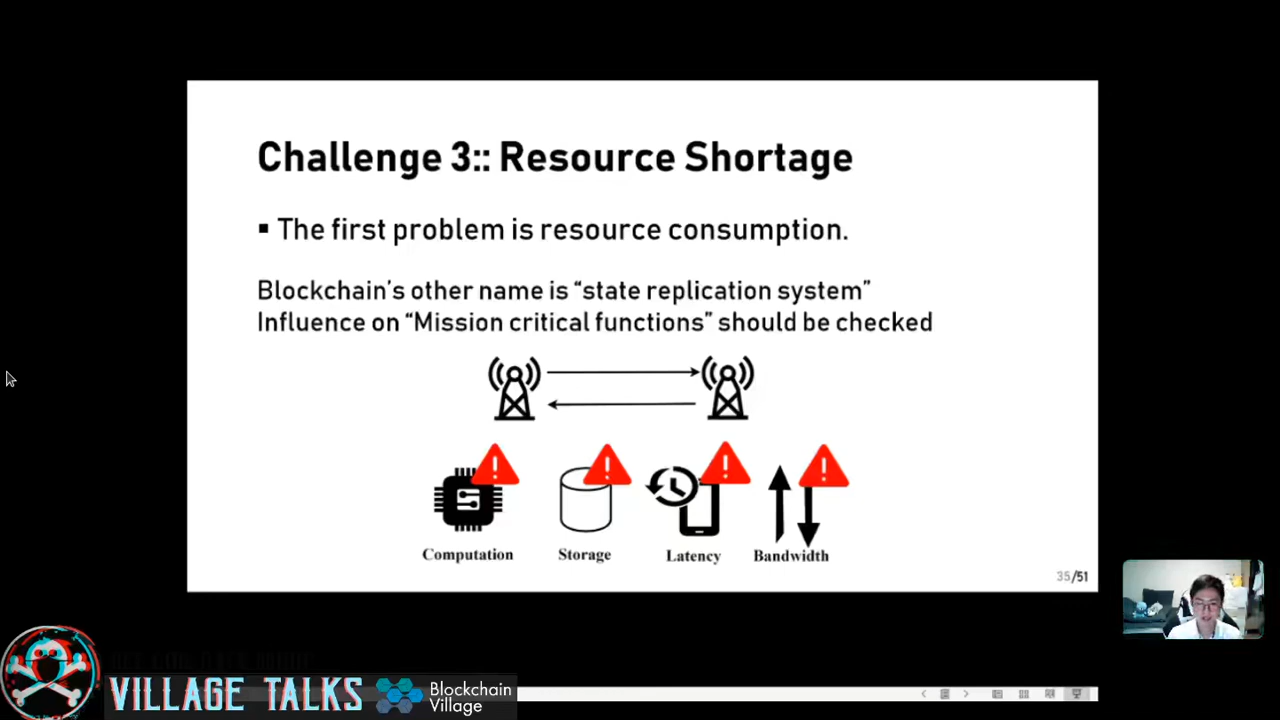 Challenge 3:: Resource Shortage
▪ The first problem is resource consumption.
Blockchain's other name is “state replication system”
Influence on “Mission critical functions” should be checked
Computation
Storage
Latency
Bandwidth
35/51
VILLAGE TALKS
Blockchain
Village